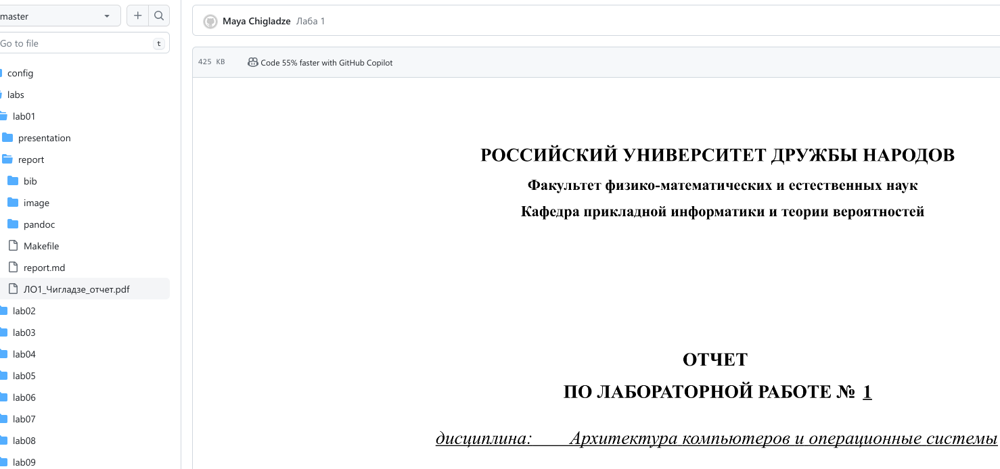 master
Go to file
t
config
labs
lab01
presentation
report
bib
image
pandoc
Makefile
report.md
ЛО1_Чигладзе_отчет.pdf
lab02
lab03
lab04
lab05
lab06
lab07
lab08
lab09
Maya Chigladze Лаба 1
425 KB Code 55% faster with GitHub Copilot
РОССИЙСКИЙ УНИВЕРСИТЕТ ДРУЖБЫ НАРОДОВ
Факультет физико-математических и естественных наук
Кафедра прикладной информатики и теории вероятностей
ОТЧЕТ
ПО ЛАБОРАТОРНОЙ РАБОТЕ № 1
дисциплина: Архитектура компьютеров и операционные системы